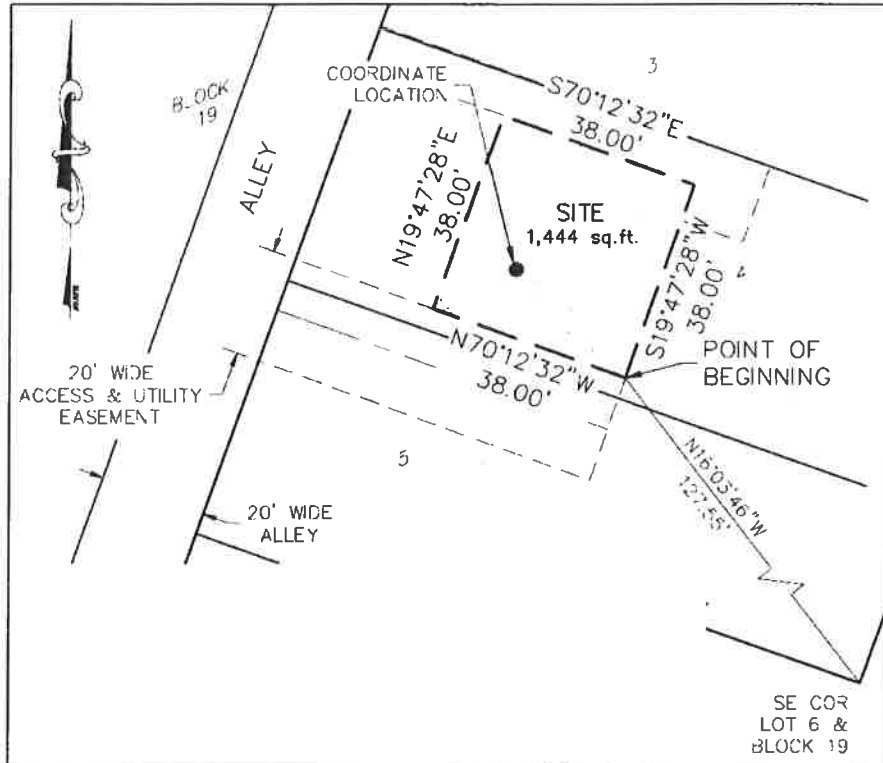 3
COORDINATE
LOCATION
S70°12'32"E
38.00'
BLOCK
19
ALLEY
N19°47'28"E
38.00'
SITE
1,444 sq.ft.
S19°47'28"W
38.00'
N70°12'32"W
38.00'
POINT OF
BEGINNING
20' WIDE
ACCESS & UTILITY
EASEMENT
5
N16°03'46"W
127.55'
20' WIDE
ALLEY
SE COR
LOT 6 &
BLOCK 19